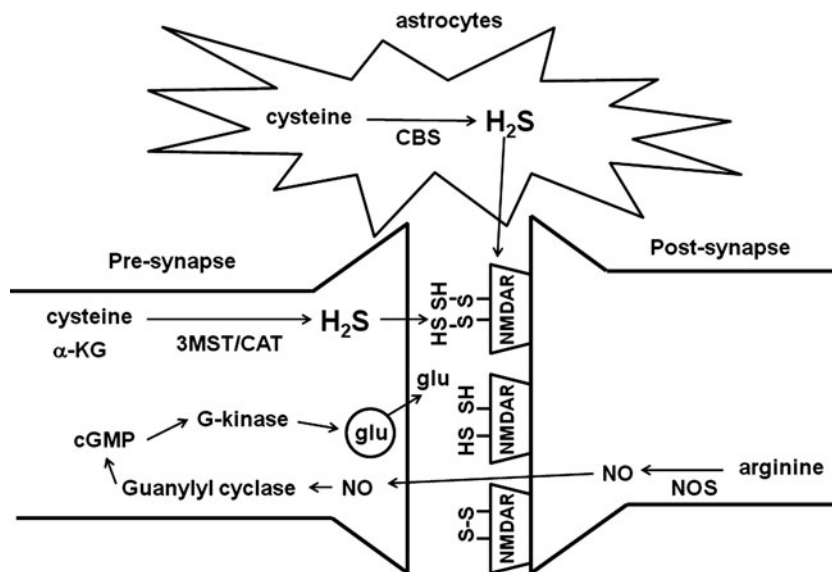 astrocytes
cysteine
CBS
H₂S
Pre-synapse
Post-synapse
cysteine
α-KG
3MST/CAT
H₂S
HS SH
S-S
NMDAR
glu
HS SH
NMDAR
cGMP
G-kinase
glu
Guanylyl cyclase
NO
NO
arginine
NOS
S-S
NMDAR